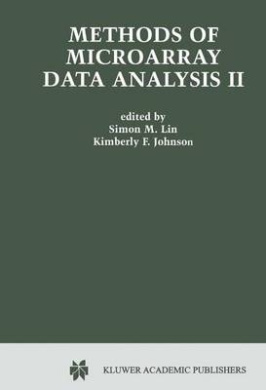 METHODS OF
MICROARRAY
DATA ANALYSIS II
edited by
Simon M. Lin
Kimberly F. Johnson
KLUWER ACADEMIC PUBLISHERS